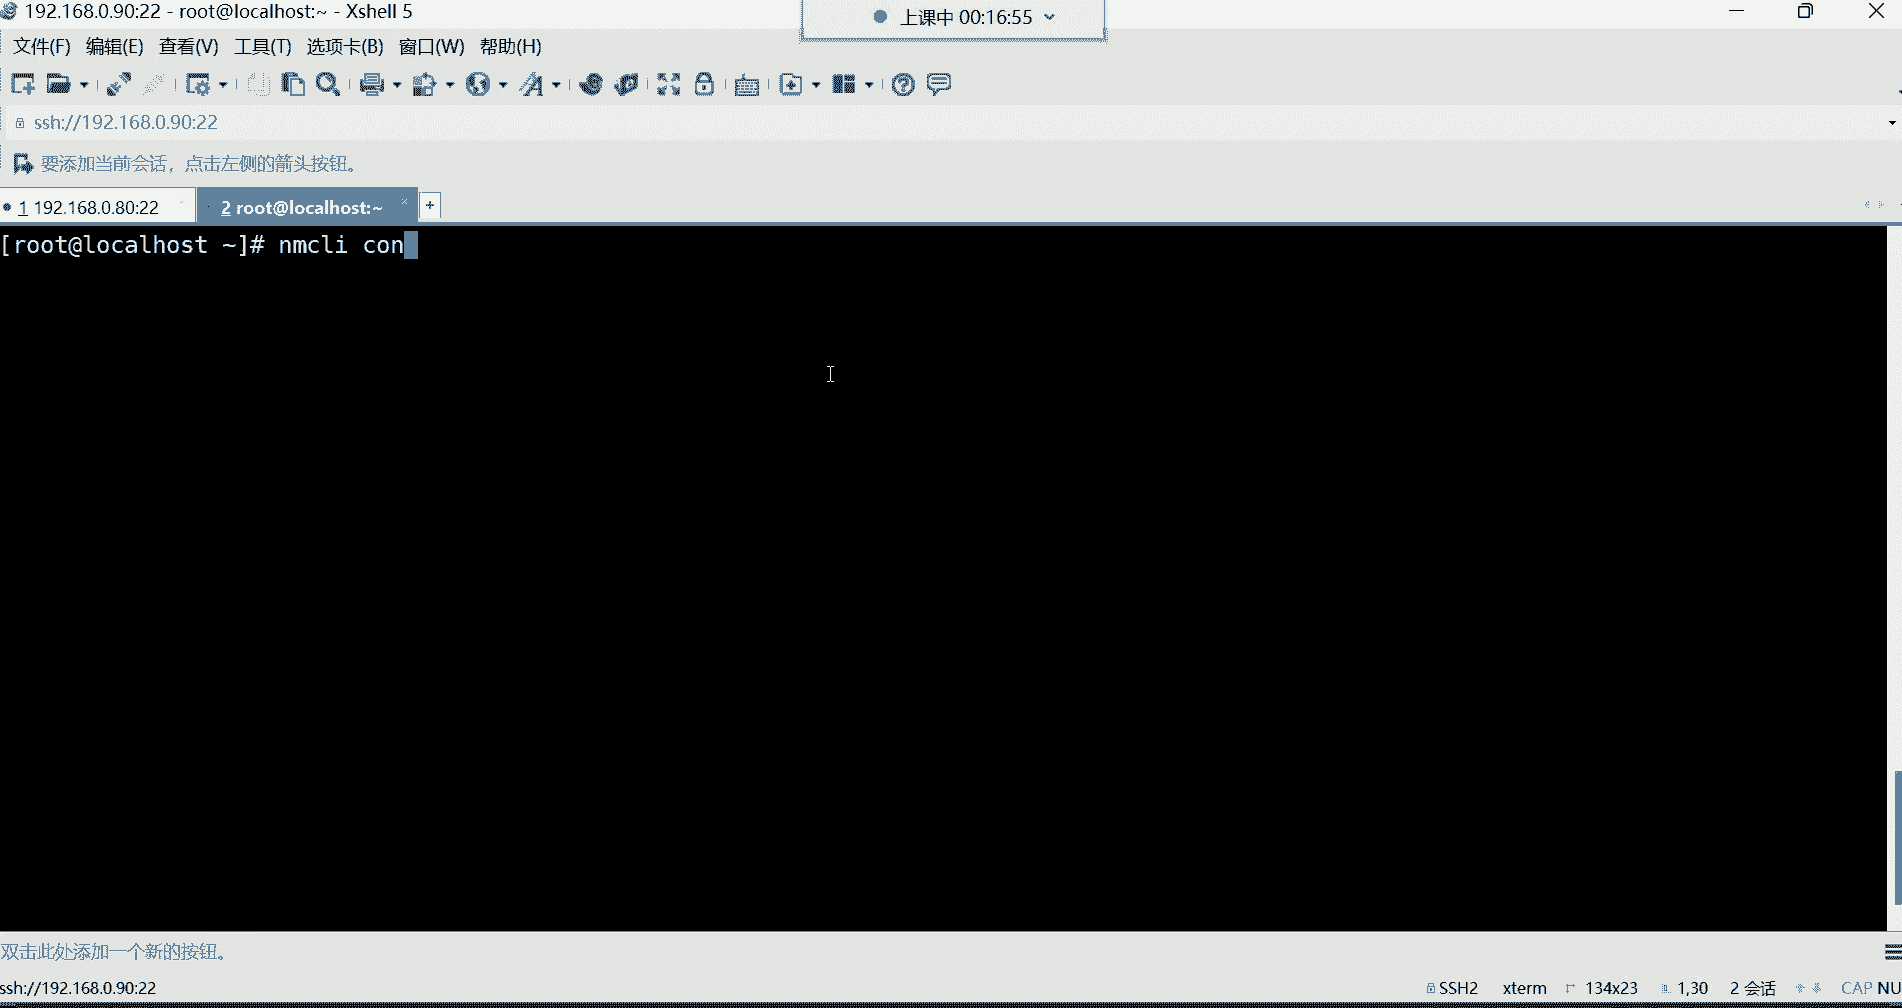 192.168.0.90:22 - root@localhost:~ - Xshell 5
上课中 00:16:55
文件(F) 编辑(E) 查看(V) 工具(T) 选项卡(B) 窗口(W) 帮助(H)
ssh://192.168.0.90:22
要添加当前会话，点击左侧的箭头按钮。
1 192.168.0.80:22
2 root@localhost:~ × +
[root@localhost ~]# nmcli con
双击此处添加一个新的按钮。
ssh://192.168.0.90:22
SSH2 xterm 134x23 1,30 2 会话 CAP NU